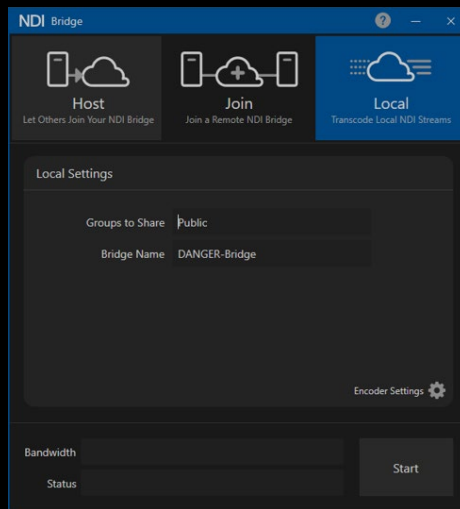 NDI Bridge ?
Host
Let Others Join Your NDI Bridge
Join
Join a Remote NDI Bridge
Local
Transcode Local NDI Streams
Local Settings
Groups to Share Public
Bridge Name DANGER-Bridge
Encoder Settings
Bandwidth
Status
Start